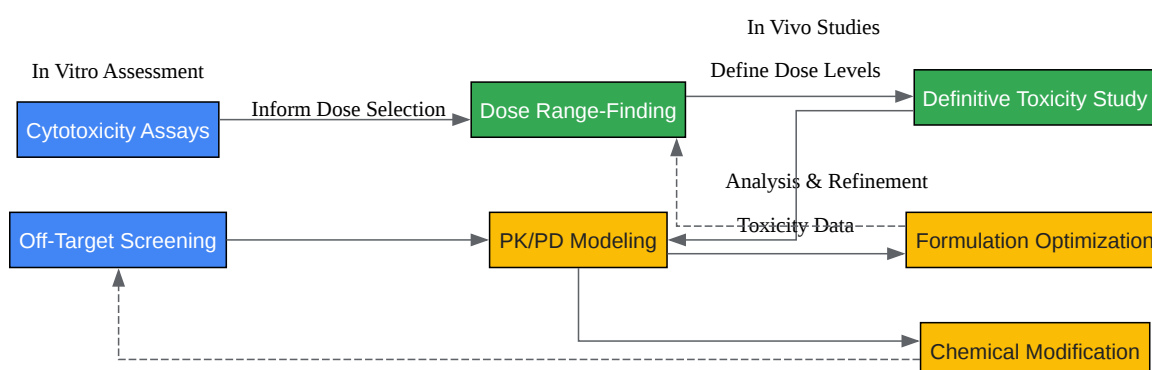 In Vivo Studies
In Vitro Assessment
Define Dose Levels
Cytotoxicity Assays
Inform Dose Selection
Dose Range-Finding
Definitive Toxicity Study
Analysis & Refinement
Toxicity Data
Off-Target Screening
PK/PD Modeling
Formulation Optimization
Chemical Modification